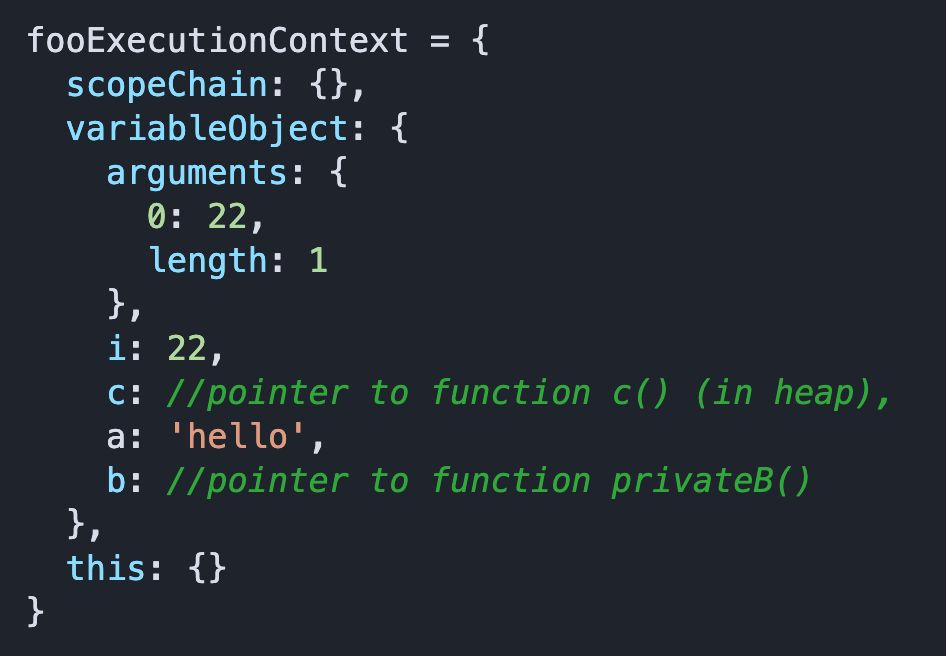 fooExecutionContext = {
  scopeChain: {},
  variableObject: {
    arguments: {
      0: 22,
      length: 1
    },
    i: 22,
    c: //pointer to function c() (in heap),
    a: 'hello',
    b: //pointer to function privateB()
  },
  this: {}
}